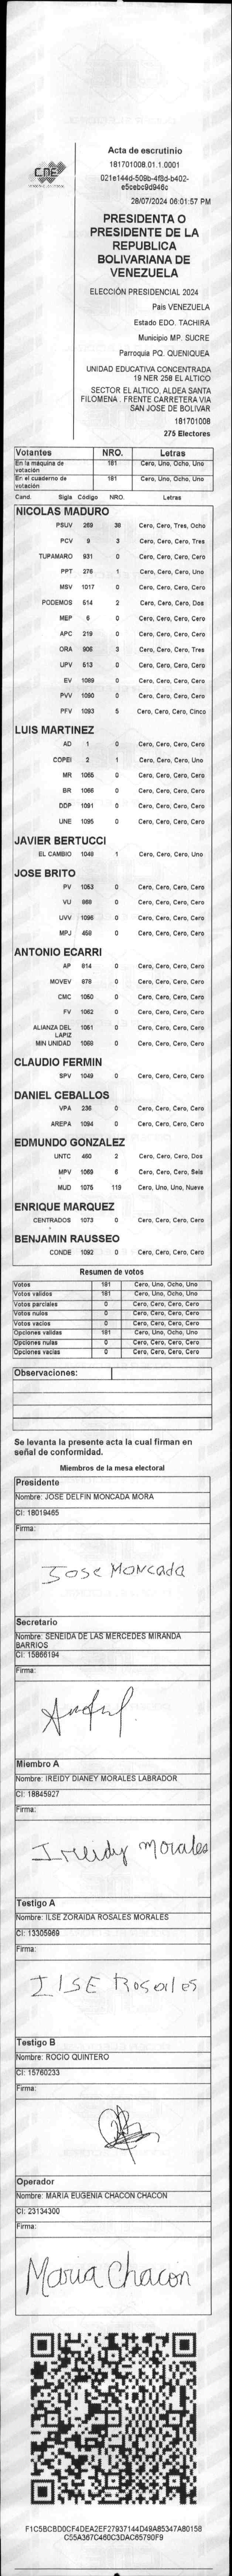 CNE
Acta de escrutinio
181701008.01.1.0001
021e144d-509b-4f8d-b402-
e5cebc9d946c
28/07/2024 06:01:57 PM
PRESIDENTA O
PRESIDENTE DE LA
REPUBLICA
BOLIVARIANA DE
VENEZUELA
ELECCIÓN PRESIDENCIAL 2024
Pais VENEZUELA
Estado EDO. TACHIRA
Municipio MP. SUCRE
Parroquia PQ. QUENIQUEA
UNIDAD EDUCATIVA CONCENTRADA
19 NER 258 EL ALTICO
SECTOR EL ALTICO, ALDEA SANTA
FILOMENA . FRENTE CARRETERA VIA
SAN JOSE DE BOLIVAR
181701008
275 Electores
Votantes NRO. Letras
En la máquina de votación 181 Cero, Uno, Ocho, Uno
En el cuaderno de votación 181 Cero, Uno, Ocho, Uno
Cand. Sigla Código NRO. Letras
NICOLAS MADURO
PSUV 269 38 Cero, Cero, Tres, Ocho
PCV 9 3 Cero, Cero, Cero, Tres
TUPAMARO 931 0 Cero, Cero, Cero, Cero
PPT 276 1 Cero, Cero, Cero, Uno
MSV 1017 0 Cero, Cero, Cero, Cero
PODEMOS 514 2 Cero, Cero, Cero, Dos
MEP 6 0 Cero, Cero, Cero, Cero
APC 219 0 Cero, Cero, Cero, Cero
ORA 906 3 Cero, Cero, Cero, Tres
UPV 513 0 Cero, Cero, Cero, Cero
EV 1089 0 Cero, Cero, Cero, Cero
PVV 1090 0 Cero, Cero, Cero, Cero
PFV 1093 5 Cero, Cero, Cero, Cinco
LUIS MARTINEZ
AD 1 0 Cero, Cero, Cero, Cero
COPEI 2 1 Cero, Cero, Cero, Uno
MR 1065 0 Cero, Cero, Cero, Cero
BR 1066 0 Cero, Cero, Cero, Cero
DDP 1091 0 Cero, Cero, Cero, Cero
UNE 1095 0 Cero, Cero, Cero, Cero
JAVIER BERTUCCI
EL CAMBIO 1048 1 Cero, Cero, Cero, Uno
JOSE BRITO
PV 1053 0 Cero, Cero, Cero, Cero
VU 869 0 Cero, Cero, Cero, Cero
UVV 1096 0 Cero, Cero, Cero, Cero
MPJ 459 0 Cero, Cero, Cero, Cero
ANTONIO ECARRI
AP 814 0 Cero, Cero, Cero, Cero
MOVEV 878 0 Cero, Cero, Cero, Cero
CMC 1050 0 Cero, Cero, Cero, Cero
FV 1062 0 Cero, Cero, Cero, Cero
ALIANZA DEL LAPIZ 1051 0 Cero, Cero, Cero, Cero
MIN UNIDAD 1068 0 Cero, Cero, Cero, Cero
CLAUDIO FERMIN
SPV 1049 0 Cero, Cero, Cero, Cero
DANIEL CEBALLOS
VPA 236 0 Cero, Cero, Cero, Cero
AREPA 1094 0 Cero, Cero, Cero, Cero
EDMUNDO GONZALEZ
UNTC 460 2 Cero, Cero, Cero, Dos
MPV 1069 6 Cero, Cero, Cero, Seis
MUD 1075 119 Cero, Uno, Uno, Nueve
ENRIQUE MARQUEZ
CENTRADOS 1073 0 Cero, Cero, Cero, Cero
BENJAMIN RAUSSEO
CONDE 1092 0 Cero, Cero, Cero, Cero
Resumen de votos
Votos 181 Cero, Uno, Ocho, Uno
Votos validos 181 Cero, Uno, Ocho, Uno
Votos parciales 0 Cero, Cero, Cero, Cero
Votos nulos 0 Cero, Cero, Cero, Cero
Votos vacios 0 Cero, Cero, Cero, Cero
Opciones validas 181 Cero, Uno, Ocho, Uno
Opciones nulas 0 Cero, Cero, Cero, Cero
Opciones vacias 0 Cero, Cero, Cero, Cero
Observaciones:
Se levanta la presente acta la cual firman en
señal de conformidad.
Miembros de la mesa electoral
Presidente
Nombre: JOSE DELFIN MONCADA MORA
CI: 18019465
Firma:
Jose Moncada
Secretario
Nombre: SENEIDA DE LAS MERCEDES MIRANDA
BARRIOS
CI: 15866194
Firma:
Miembro A
Nombre: IREIDY DIANEY MORALES LABRADOR
CI: 18845927
Firma:
Ireidy Morales
Testigo A
Nombre: ILSE ZORAIDA ROSALES MORALES
CI: 13305969
Firma:
ILSE Rosales
Testigo B
Nombre: ROCIO QUINTERO
CI: 15760233
Firma:
Operador
Nombre: MARIA EUGENIA CHACON CHACON
CI: 23134300
Firma:
Maria Chacon
F1C5BCBD0CF4DEA2EF27937144D49A85347A80158
C55A367C460C3DAC65790F9